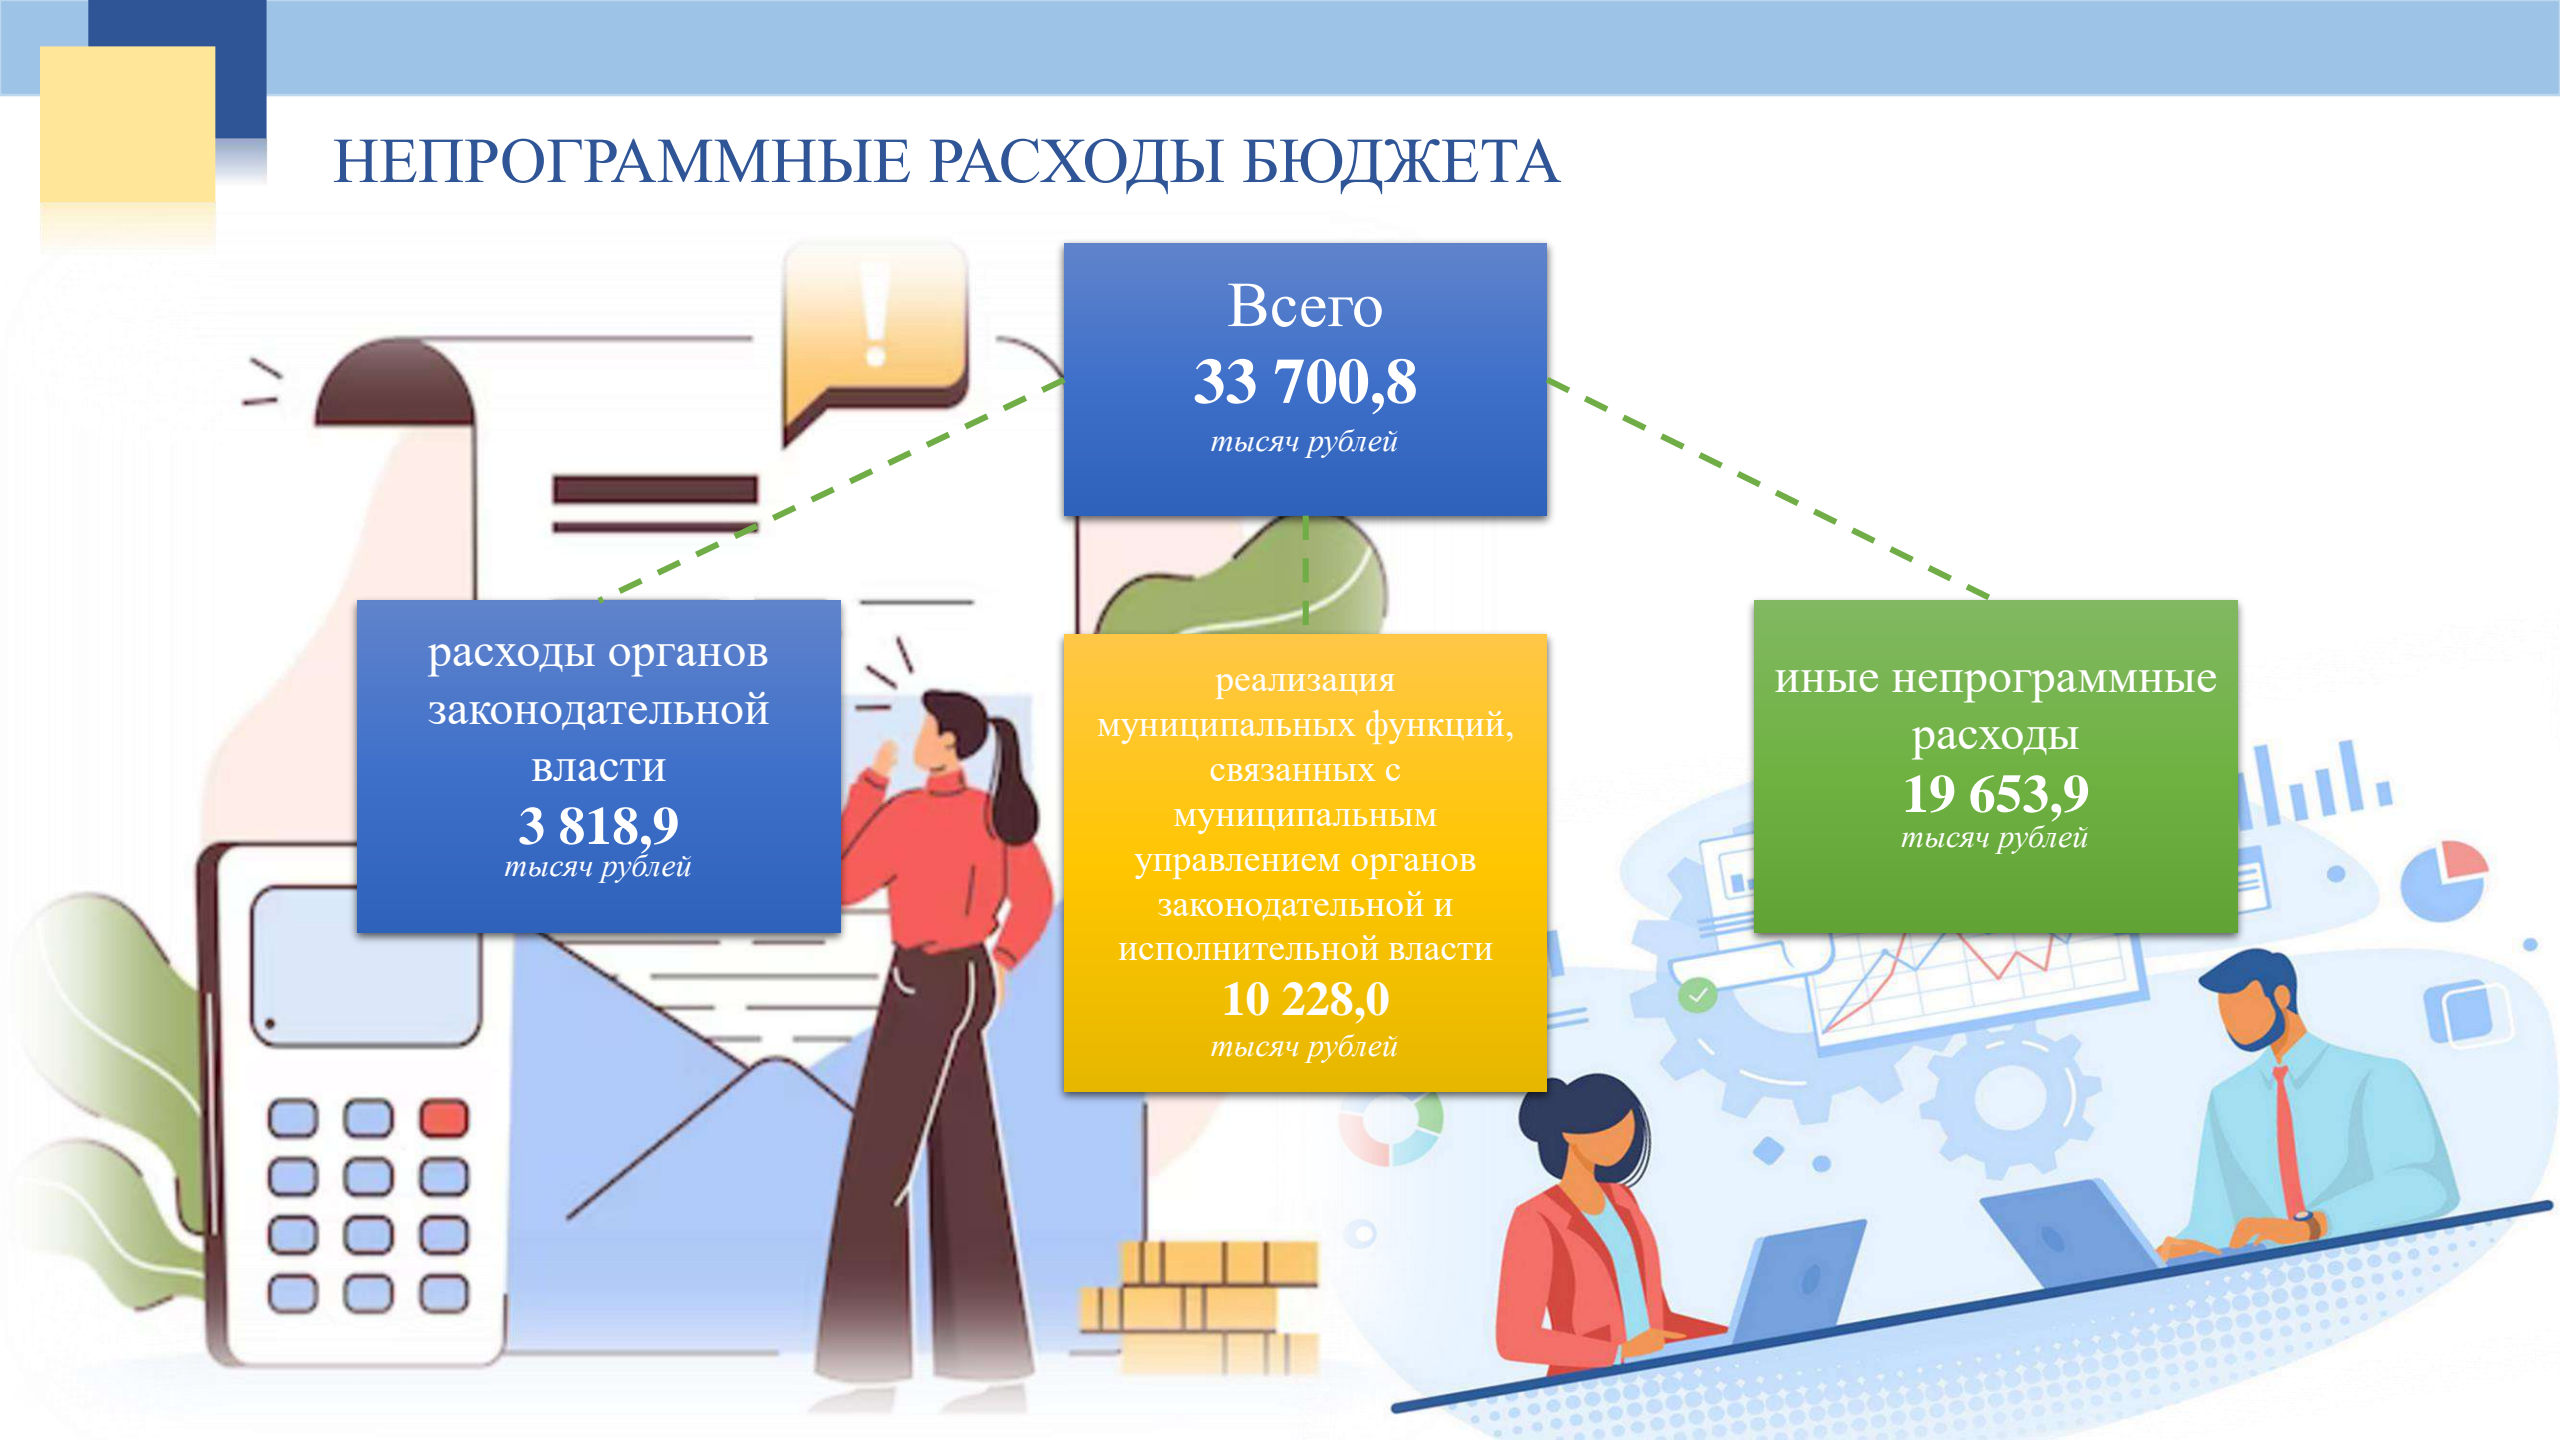 НЕПРОГРАММНЫЕ РАСХОДЫ БЮДЖЕТА
Всего
33 700,8
тысяч рублей
расходы органов
законодательной
власти
3 818,9
тысяч рублей
реализация
муниципальных функций,
связанных с
муниципальным
управлением органов
законодательной и
исполнительной власти
10 228,0
тысяч рублей
иные непрограммные
расходы
19 653,9
тысяч рублей